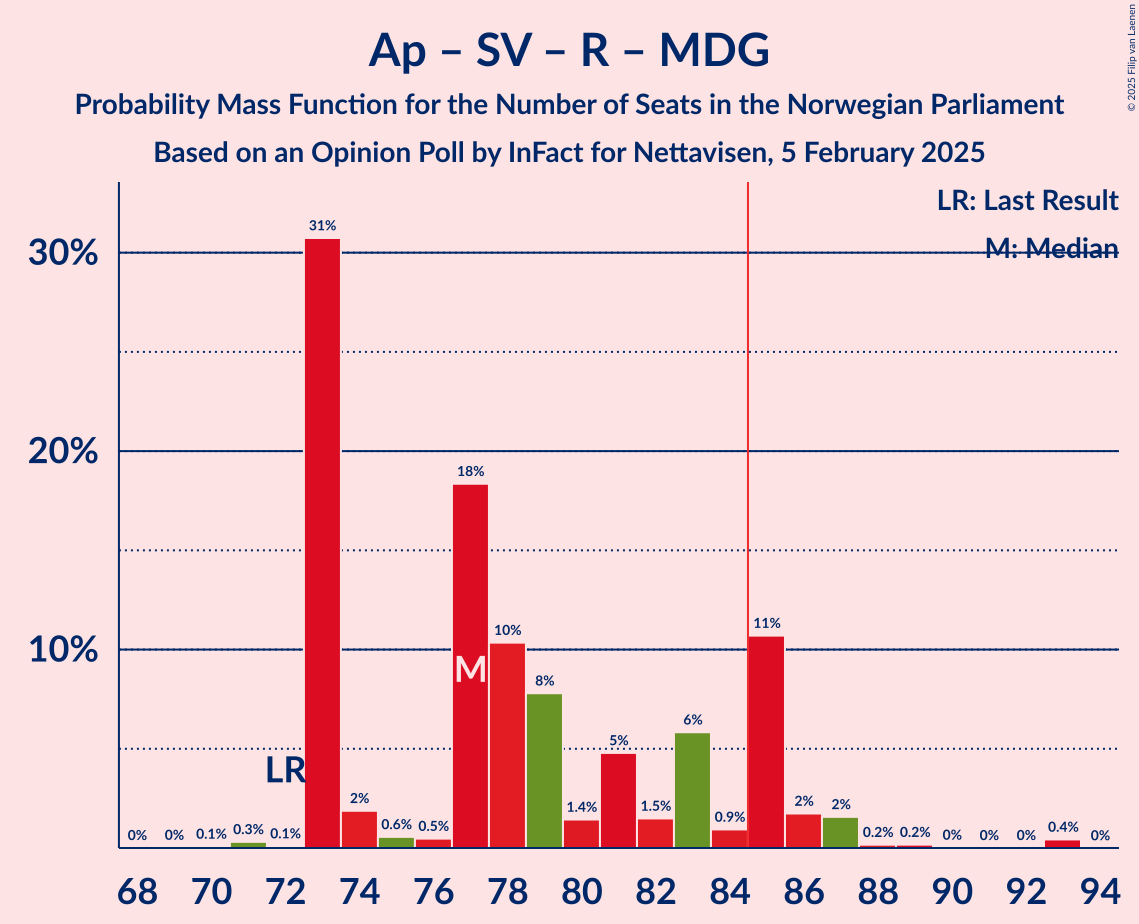 Ap – SV – R – MDG
Probability Mass Function for the Number of Seats in the Norwegian Parliament
Based on an Opinion Poll by InFact for Nettavisen, 5 February 2025
© 2025 Filip van Laenen
LR: Last Result
M: Median
30%
20%
10%
0% 0% 0.1% 0.3% 0.1% 31% 2% 0.6% 0.5% 18% 10% 8% 1.4% 5% 1.5% 6% 0.9% 11% 2% 2% 0.2% 0.2% 0% 0% 0% 0.4% 0%
LR
M
68 70 72 74 76 78 80 82 84 86 88 90 92 94